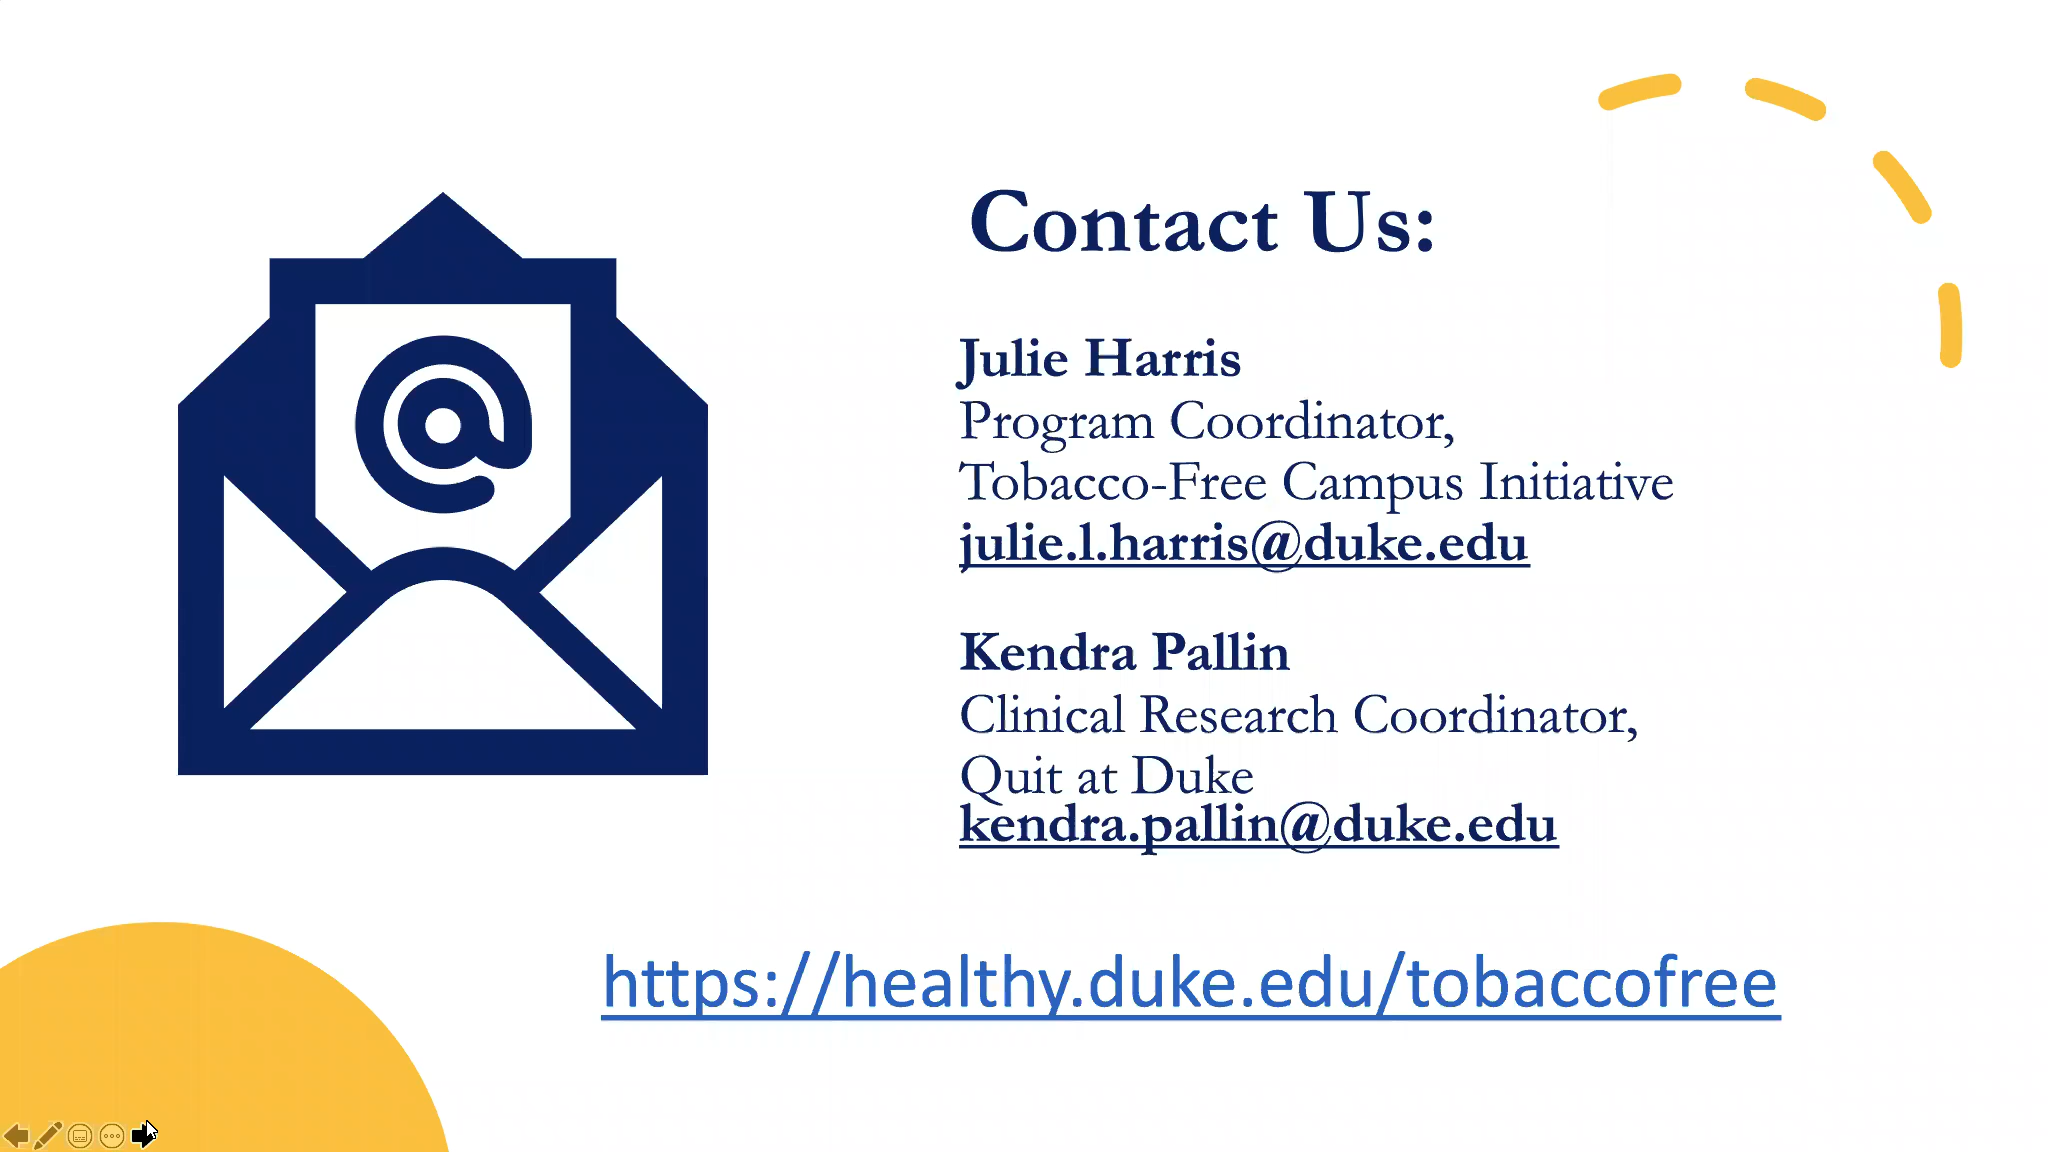 Contact Us:
Julie Harris
Program Coordinator,
Tobacco-Free Campus Initiative
julie.l.harris@duke.edu
Kendra Pallin
Clinical Research Coordinator,
Quit at Duke
kendra.pallin@duke.edu
https://healthy.duke.edu/tobaccofree